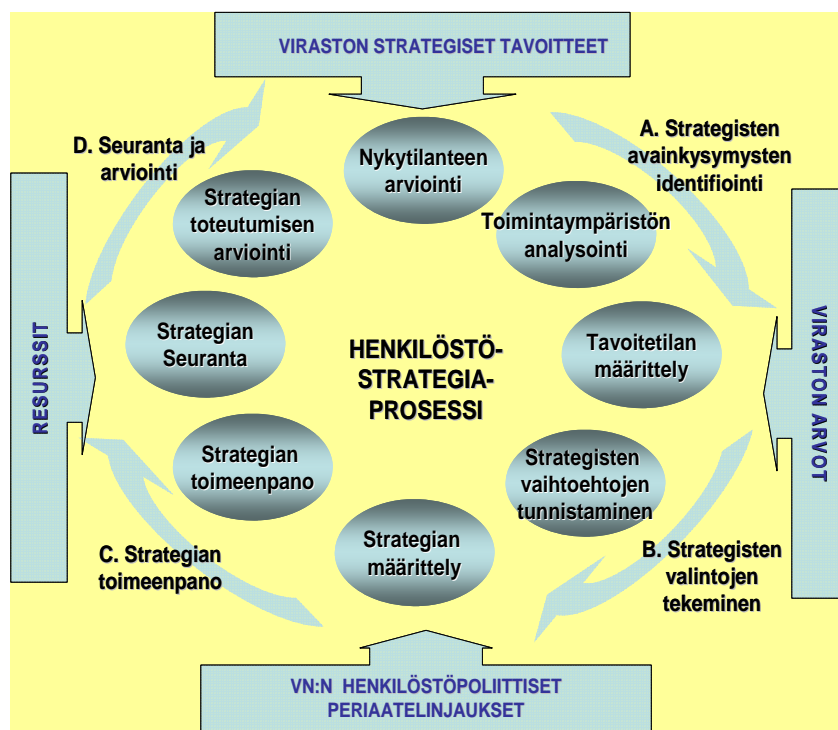 VIRASTON STRATEGISET TAVOITTEET
D. Seuranta ja
arviointi
A. Strategisten
avainkysymysten
identifiointi
Nykytilanteen
arviointi
Strategian
toteutumisen
arviointi
Toimintaympäristön
analysointi
RESURSSIT
Strategian
Seuranta
HENKILÖSTÖ-
STRATEGIA-
PROSESSI
Tavoitetilan
määrittely
VIRASTON ARVOT
Strategian
toimeenpano
Strategisten
vaihtoehtojen
tunnistaminen
Strategian
määrittely
C. Strategian
toimeenpano
B. Strategisten
valintojen
tekeminen
VN:N HENKILÖSTÖPOLIITTISET
PERIAATELINJAUKSET